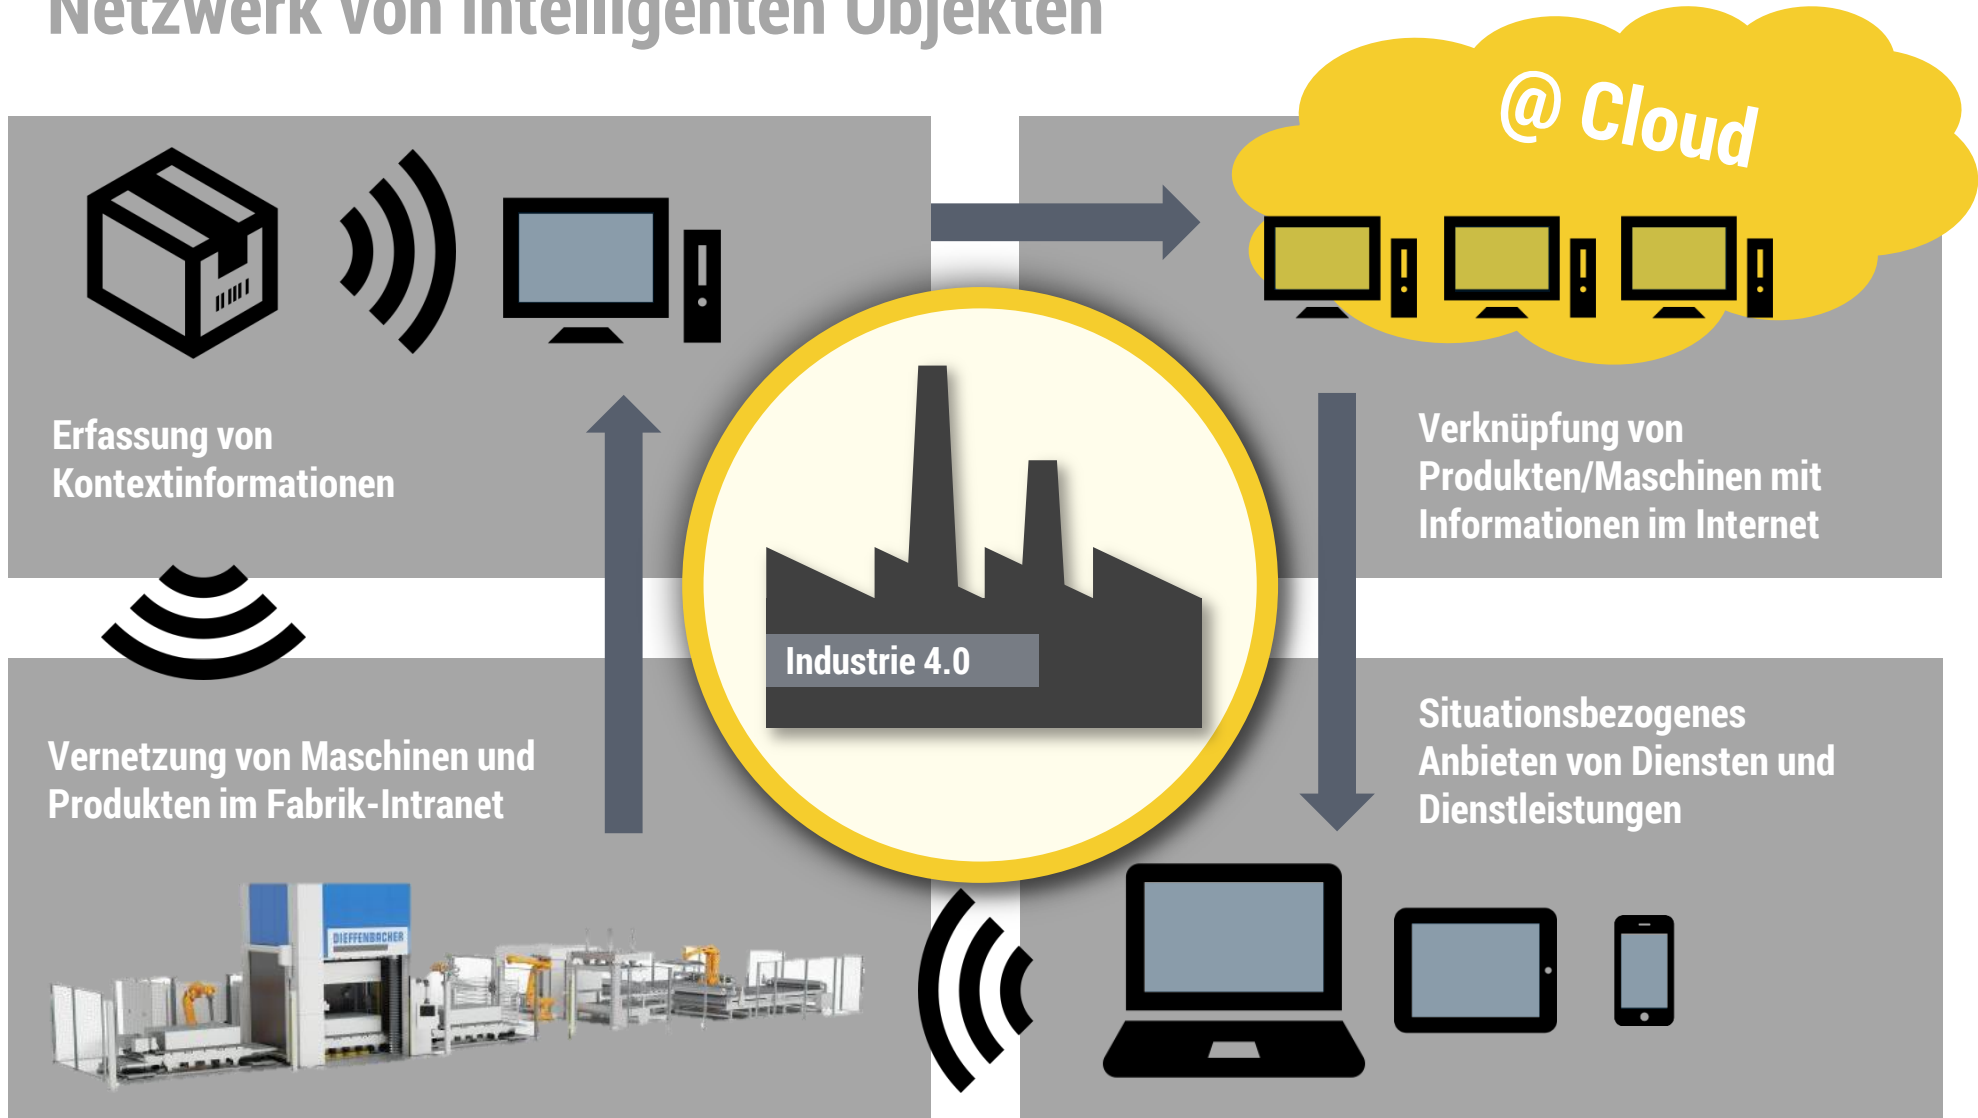 Netzwerk von intelligenten Objekten
@ Cloud
Erfassung von
Kontextinformationen
Verknüpfung von
Produkten/Maschinen mit
Informationen im Internet
Industrie 4.0
Vernetzung von Maschinen und
Produkten im Fabrik-Intranet
Situationsbezogenes
Anbieten von Diensten und
Dienstleistungen
DIEFFENBACHER